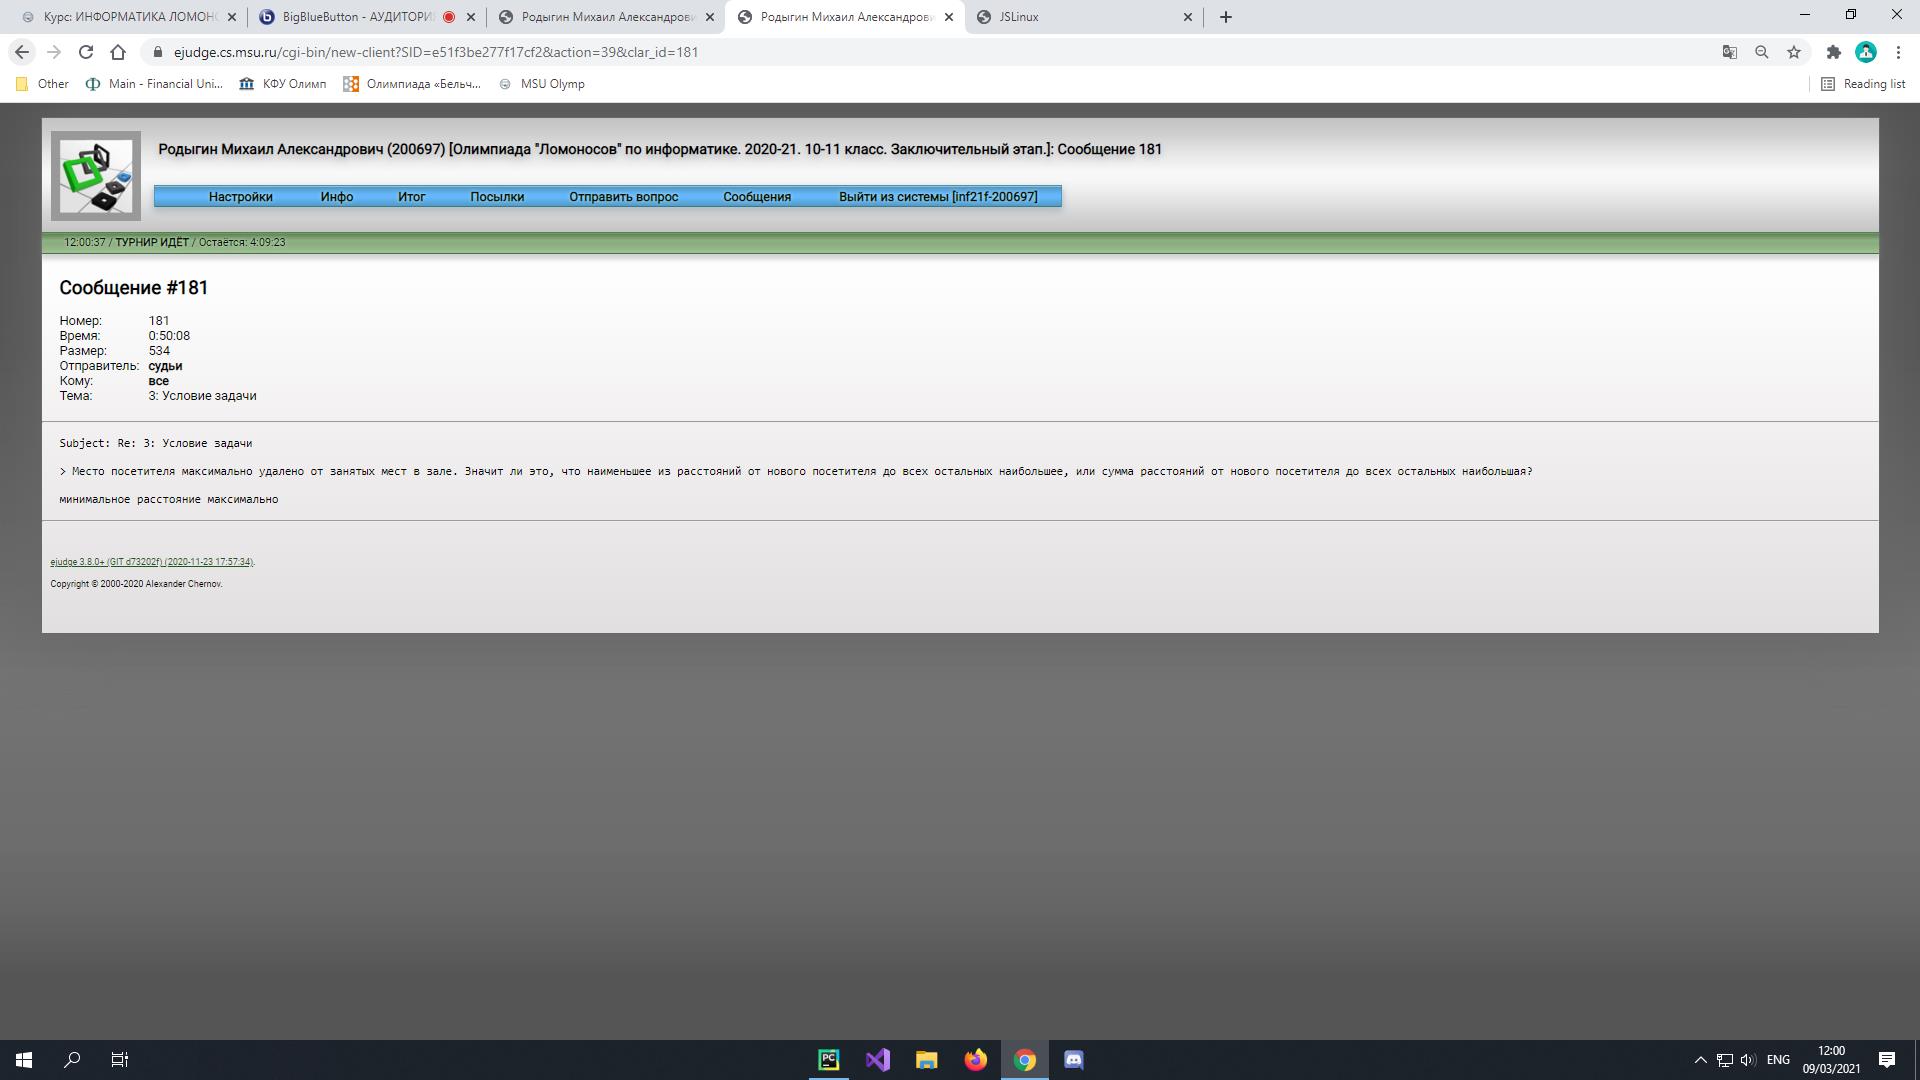 Курс: ИНФОРМАТИКА ЛОМОН
BigBlueButton - АУДИТОРИ
Родыгин Михаил Александрови
Родыгин Михаил Александрови
JSLinux
ejudge.cs.msu.ru/cgi-bin/new-client?SID=e51f3be277f17cf2&action=39&clar_id=181
Other Main - Financial Uni... КФУ Олимп Олимпиада «Бельч... MSU Olymp Reading list
Родыгин Михаил Александрович (200697) [Олимпиада "Ломоносов" по информатике. 2020-21. 10-11 класс. Заключительный этап.]: Сообщение 181
Настройки Инфо Итог Посылки Отправить вопрос Сообщения Выйти из системы [inf21f-200697]
12:00:37 / ТУРНИР ИДЁТ / Остаётся: 4:09:23
Сообщение #181
Номер: 181
Время: 0:50:08
Размер: 534
Отправитель: судьи
Кому: все
Тема: 3: Условие задачи
Subject: Re: 3: Условие задачи
> Место посетителя максимально удалено от занятых мест в зале. Значит ли это, что наименьшее из расстояний от нового посетителя до всех остальных наибольшее, или сумма расстояний от нового посетителя до всех остальных наибольшая?
минимальное расстояние максимально
ejudge 3.8.0+ (GIT d73202f) (2020-11-23 17:57:34).
Copyright © 2000-2020 Alexander Chernov.
PC
ENG
12:00
09/03/2021